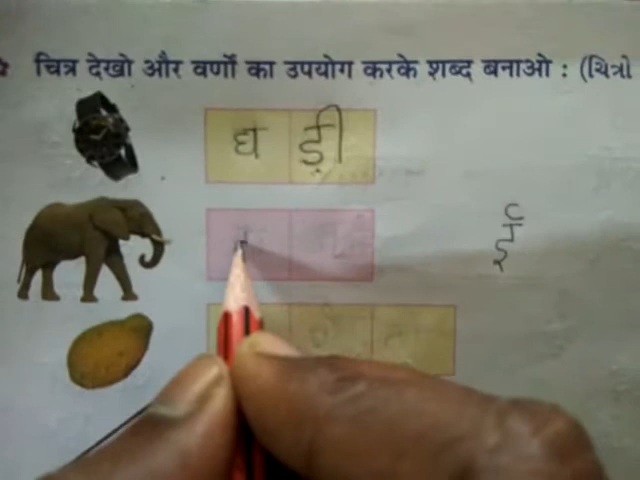 चित्र देखो और वर्णों का उपयोग करके शब्द बनाओ : (चित्रो
घ ड़ी
ई